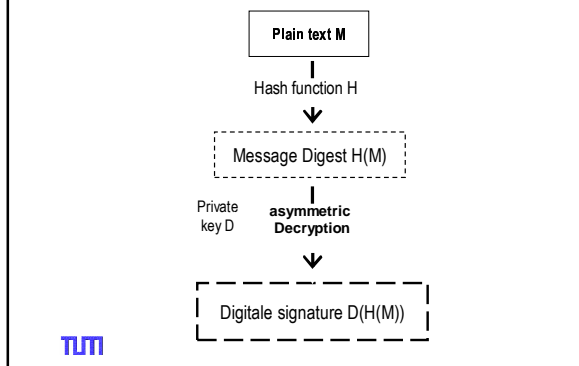 Plain text M
Hash function H
Message Digest H(M)
Private
key D
asymmetric
Decryption
Digitale signature D(H(M))
TUM